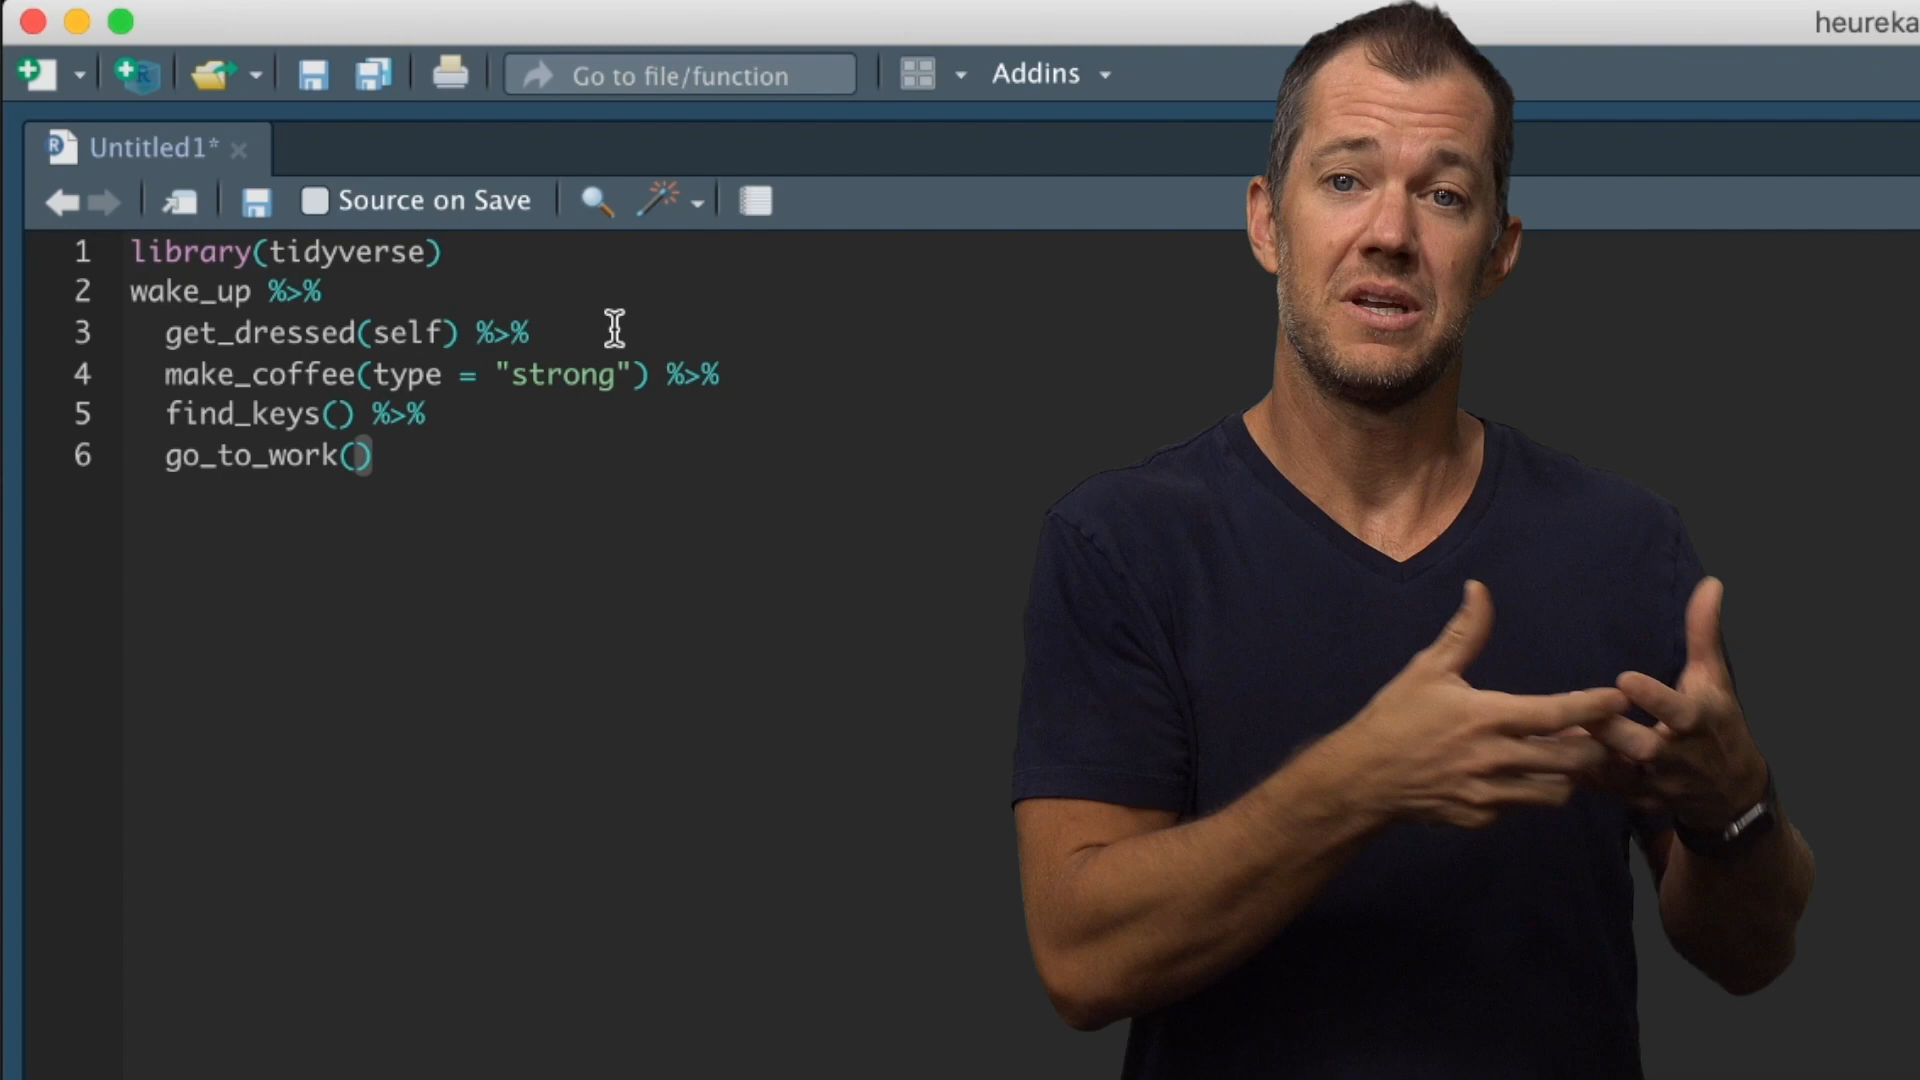 heureka
Go to file/function
Addins
Untitled1*
Source on Save
1 library(tidyverse)
2 wake_up %>%
3 get_dressed(self) %>%
4 make_coffee(type = "strong") %>%
5 find_keys() %>%
6 go_to_work()